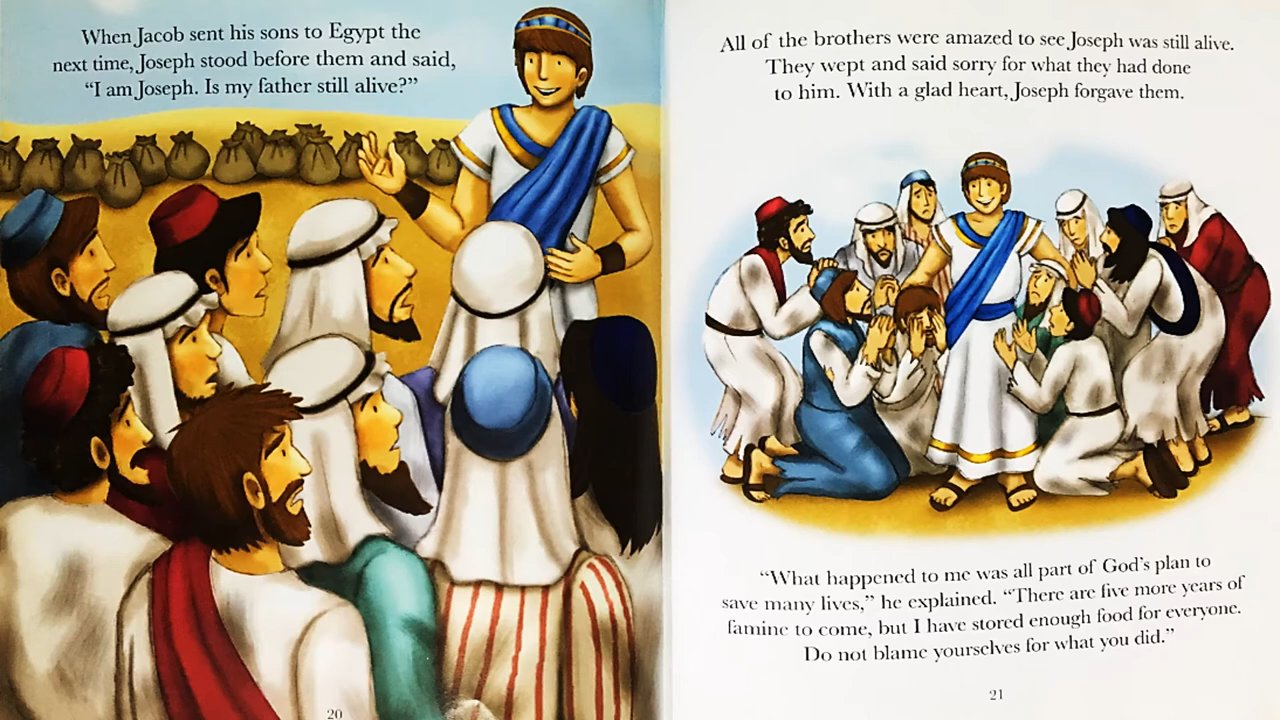 When Jacob sent his sons to Egypt the
next time, Joseph stood before them and said,
“I am Joseph. Is my father still alive?”
20
All of the brothers were amazed to see Joseph was still alive.
They wept and said sorry for what they had done
to him. With a glad heart, Joseph forgave them.
“What happened to me was all part of God’s plan to
save many lives,” he explained. “There are five more years of
famine to come, but I have stored enough food for everyone.
Do not blame yourselves for what you did.”
21